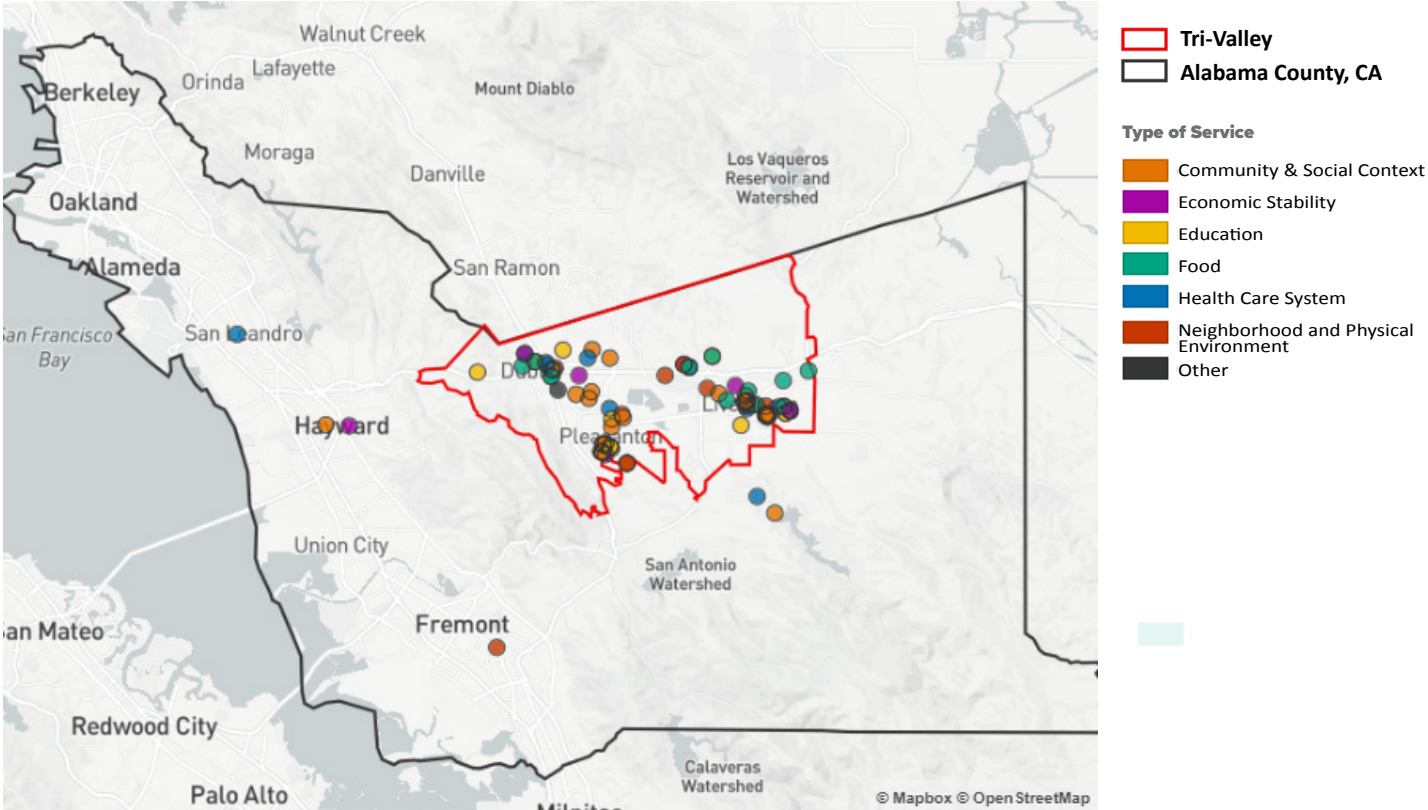 Walnut Creek
Orinda
Lafayette
Berkeley
Mount Diablo
Moraga
Danville
Los Vaqueros
Reservoir and
Watershed
Oakland
Alameda
San Ramon
San Francisco
Bay
San Leandro
Hayward
Pleasanton
Union City
San Antonio
Watershed
Fremont
San Mateo
Redwood City
Calaveras
Watershed
Palo Alto
© Mapbox © OpenStreetMap
Tri-Valley
Alabama County, CA
Type of Service
Community & Social Context
Economic Stability
Education
Food
Health Care System
Neighborhood and Physical
Environment
Other